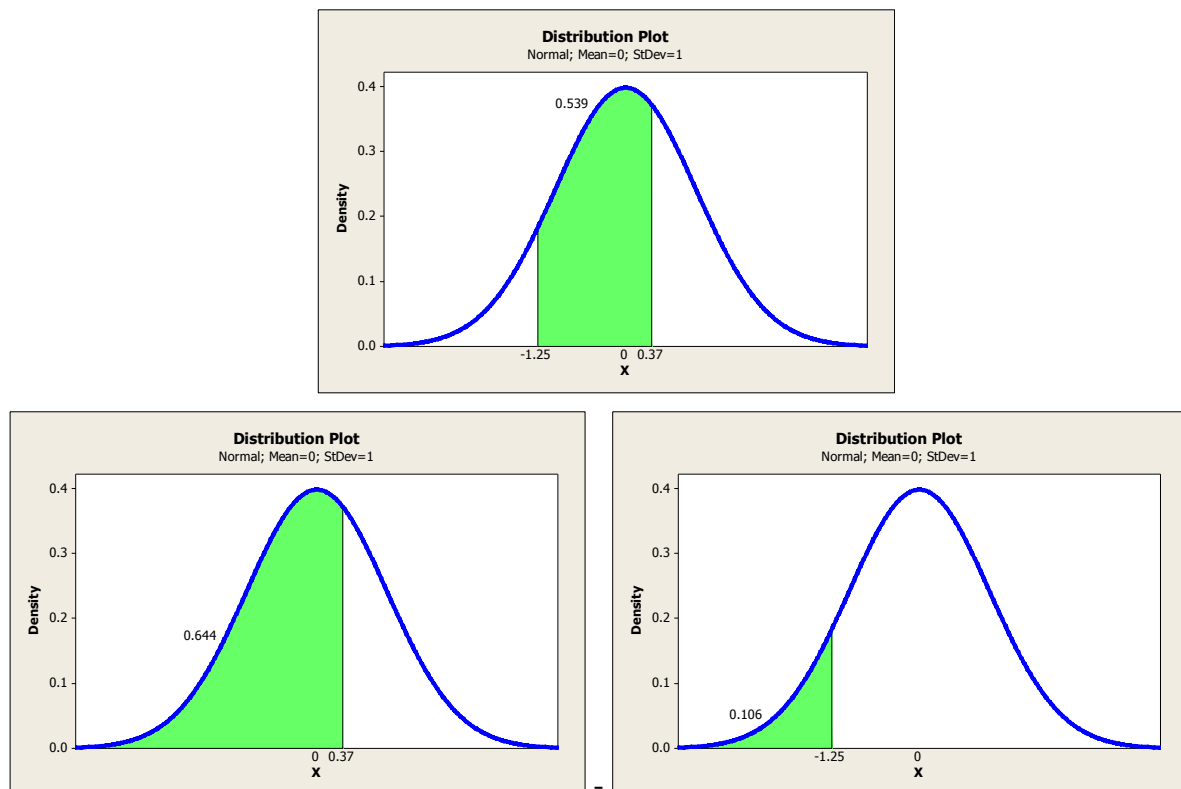 Distribution Plot
Normal; Mean=0; StDev=1
0.4
0.539
0.3
Density
0.2
0.1
0.0
-1.25 0 0.37
X
Distribution Plot
Normal; Mean=0; StDev=1
0.4
0.3
Density
0.2
0.644
0.1
0.0
0 0.37
X
-
Distribution Plot
Normal; Mean=0; StDev=1
0.4
0.3
Density
0.2
0.1
0.106
0.0
-1.25 0
X